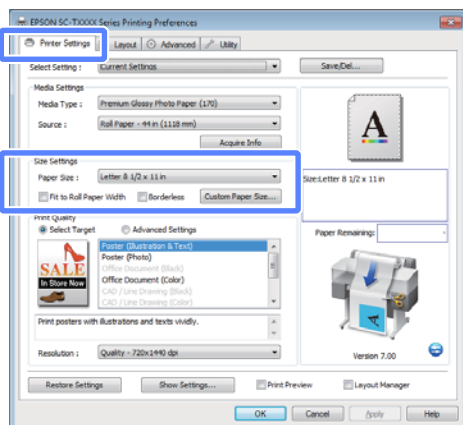 EPSON SC-TXXXX Series Printing Preferences
Printer Settings Layout Advanced Utility
Select Setting : Current Settings Save/Del...
Media Settings
Media Type : Premium Glossy Photo Paper (170)
Source : Roll Paper - 44 in (1118 mm)
Acquire Info
A
Size Settings
Paper Size : Letter 8 1/2 x 11 in
Size:Letter 8 1/2 x 11 in
Fit to Roll Paper Width Borderless Custom Paper Size...
Print Quality
Select Target Advanced Settings
Paper Remaining: -
SALE
In Store Now
Poster (Illustration & Text)
Poster (Photo)
Office Document (Black)
Office Document (Color)
CAD / Line Drawing (Black)
CAD / Line Drawing (Color)
A
Print posters with illustrations and texts vividly.
Resolution : Quality - 720x1440 dpi
Version 7.00
Restore Settings Show Settings... Print Preview Layout Manager
OK Cancel Apply Help